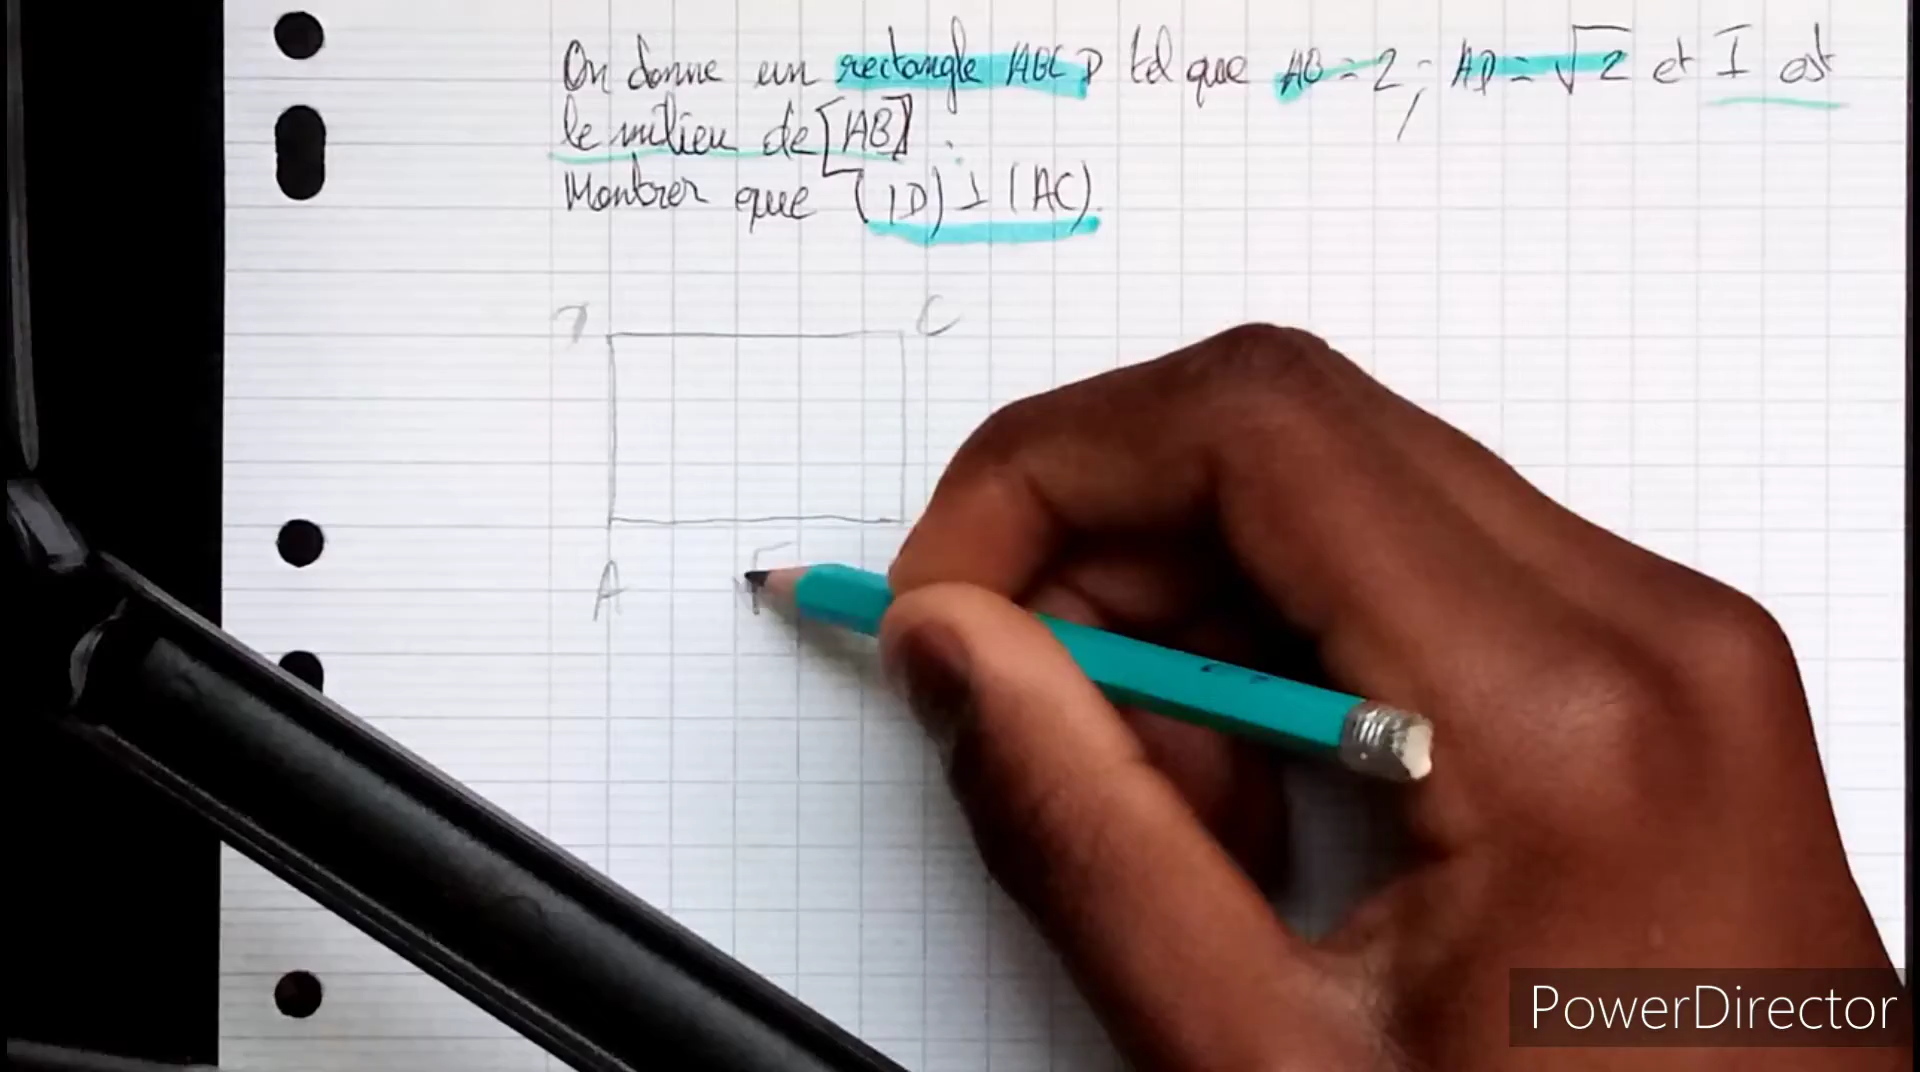 On donne un rectangle ABCD tel que AB = 2 ; AD = √2 et I est
le milieu de [AB].
Montrer que (ID) ⊥ (AC).
D C
A I
PowerDirector